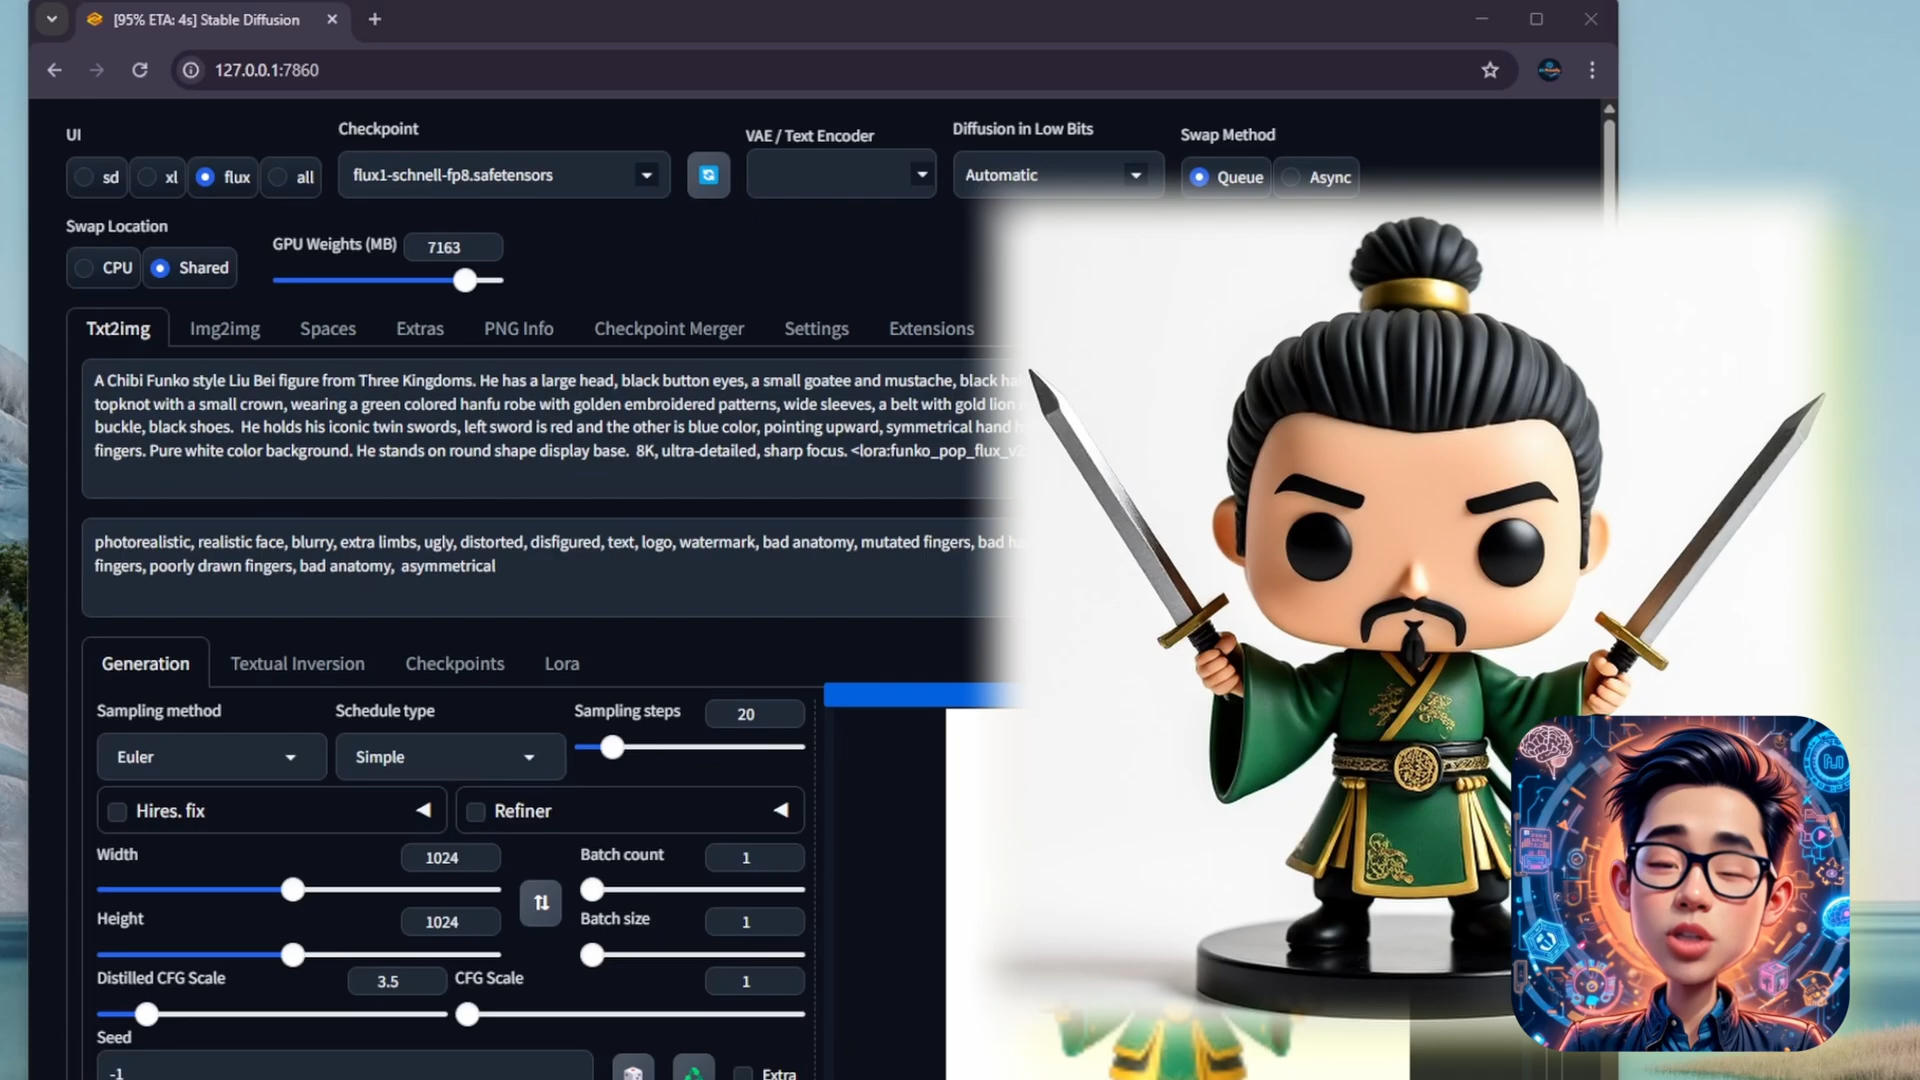 [95% ETA: 4s] Stable Diffusion
127.0.0.1:7860
UI
Checkpoint
VAE / Text Encoder
Diffusion in Low Bits
Swap Method
sd
xl
flux
all
flux1-schnell-fp8.safetensors
Automatic
Queue
Async
Swap Location
GPU Weights (MB)
7163
CPU
Shared
Txt2img
Img2img
Spaces
Extras
PNG Info
Checkpoint Merger
Settings
Extensions
A Chibi Funko style Liu Bei figure from Three Kingdoms. He has a large head, black button eyes, a small goatee and mustache, black
topknot with a small crown, wearing a green colored hanfu robe with golden embroidered patterns, wide sleeves, a belt with gold lion
buckle, black shoes.  He holds his iconic twin swords, left sword is red and the other is blue color, pointing upward, symmetrical hand
fingers. Pure white color background. He stands on round shape display base.  8K, ultra-detailed, sharp focus. <lora:funko_pop_flux_v2
photorealistic, realistic face, blurry, extra limbs, ugly, distorted, disfigured, text, logo, watermark, bad anatomy, mutated fingers, bad
fingers, poorly drawn fingers, bad anatomy,  asymmetrical
Generation
Textual Inversion
Checkpoints
Lora
Sampling method
Schedule type
Sampling steps
20
Euler
Simple
Hires. fix
Refiner
Width
1024
Batch count
1
Height
1024
Batch size
1
Distilled CFG Scale
3.5
CFG Scale
1
Seed
-1
Extra